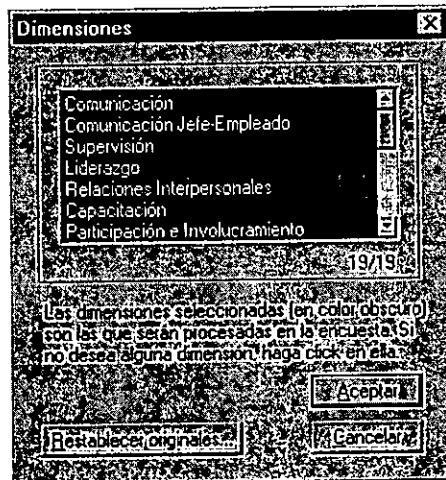 Dimensiones
Comunicación
Comunicación Jefe-Empleado
Supervisión
Liderazgo
Relaciones Interpersonales
Capacitación
Participación e Involucramiento
19/19
Las dimensiones seleccionadas (en color obscuro)
son las que serán procesadas en la encuesta. Si
no desea alguna dimensión, haga click en ella.
Aceptar
Restablecer originales...
Cancelar